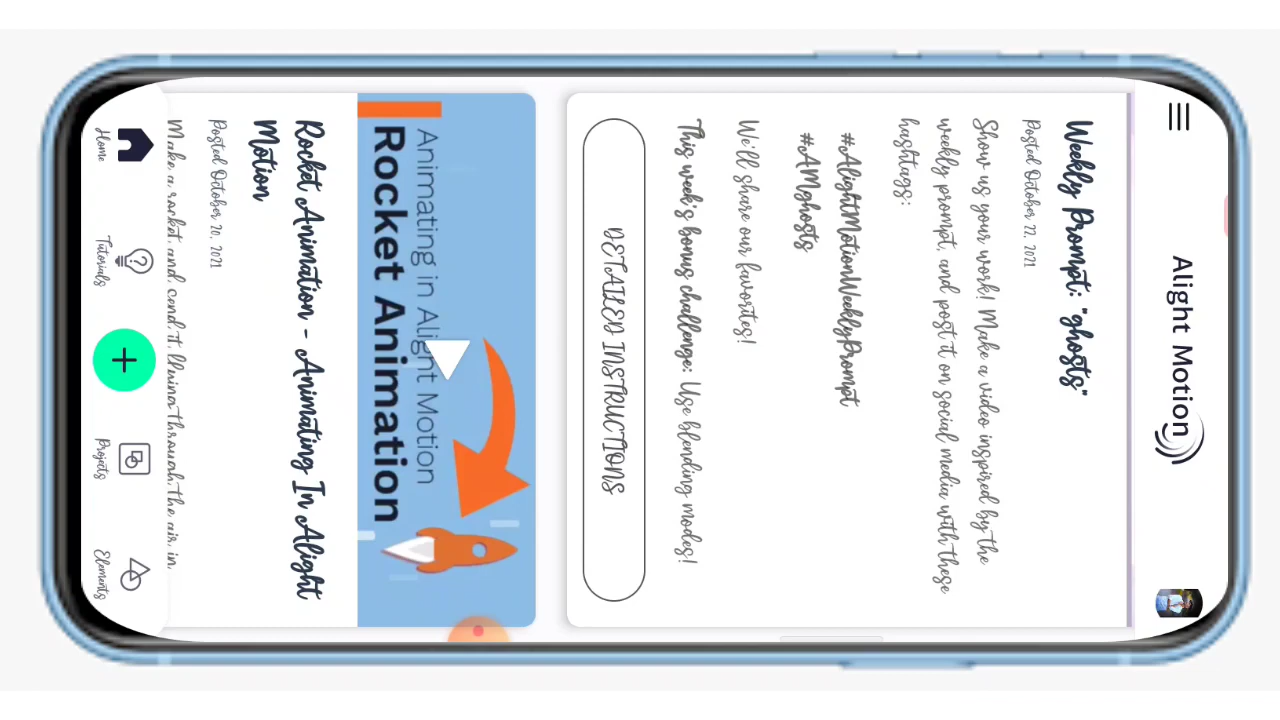 Alight Motion
Weekly Prompt: "ghosts"
Posted October 22, 2021
Show us your work! Make a video inspired by the
weekly prompt, and post it on social media with these
hashtags:
#AlightMotionWeeklyPrompt
#AMghosts
We'll share our favorites!
This week's bonus challenge: Use blending modes!
DETAILED INSTRUCTIONS
Animating in Alight Motion
Rocket Animation
Rocket Animation - Animating In Alight
Motion
Posted October 20, 2021
Make a rocket, and send it flying through the air, in
Home
Tutorials
Projects
Elements